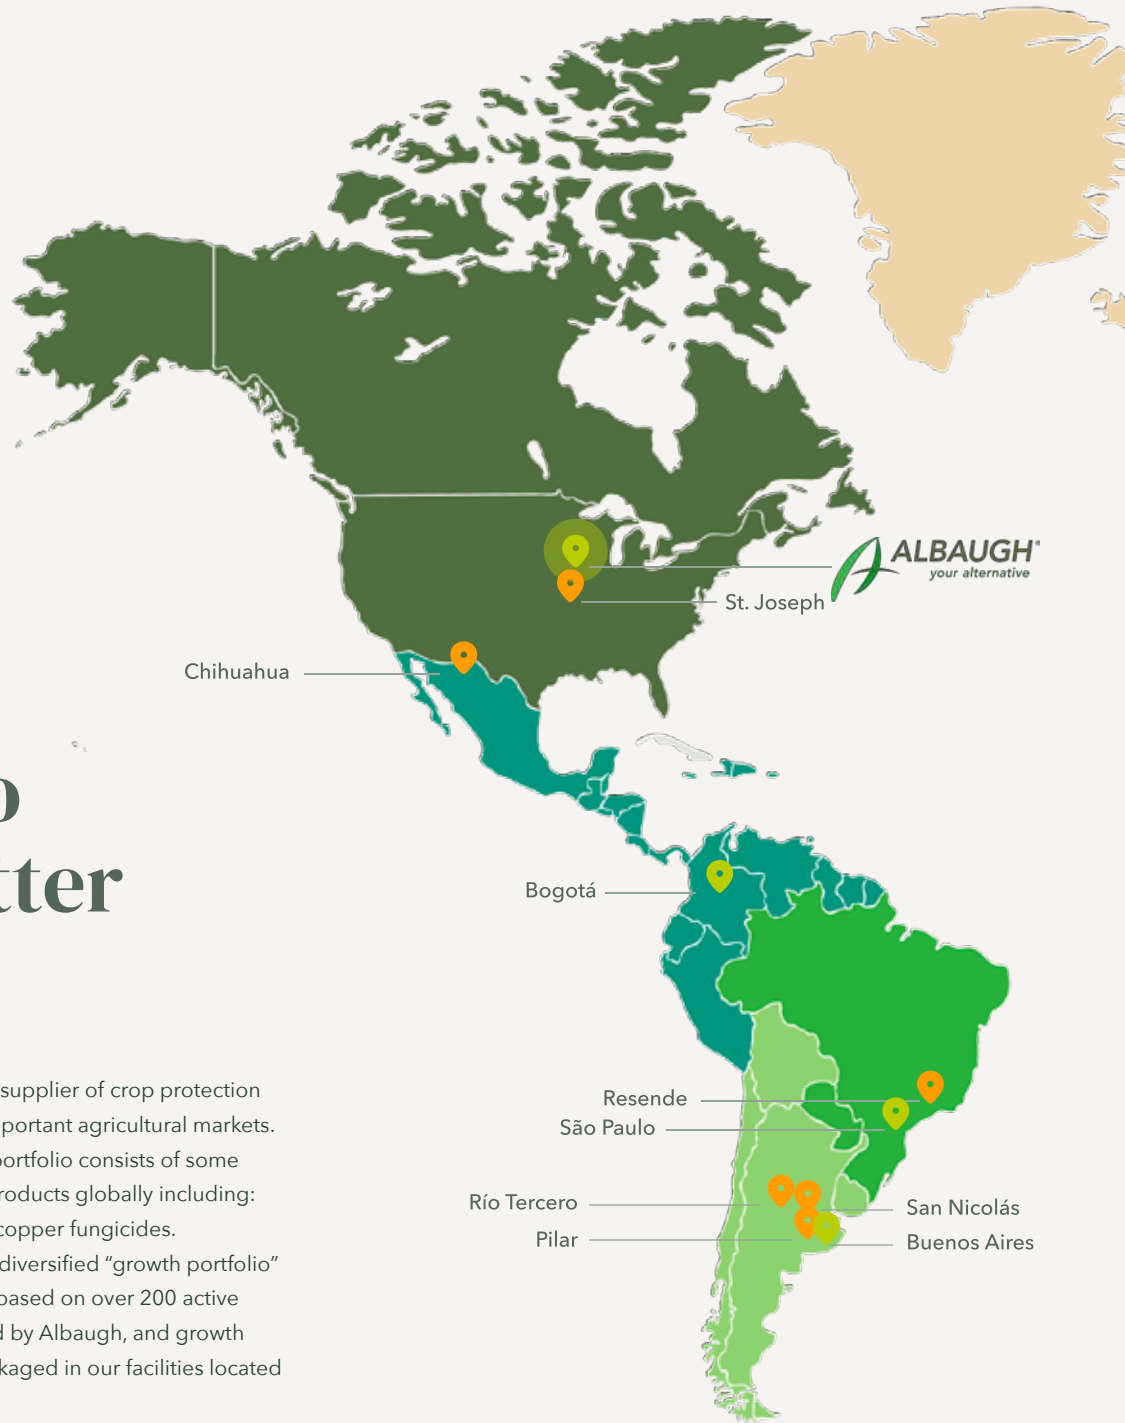 ALBAUGH®
your alternative
St. Joseph
Chihuahua
tter
Bogotá
supplier of crop protection
portant agricultural markets.
ortfolio consists of some
roducts globally including:
copper fungicides.
diversified “growth portfolio”
based on over 200 active
d by Albaugh, and growth
kaged in our facilities located
Resende
São Paulo
Río Tercero
San Nicolás
Pilar
Buenos Aires